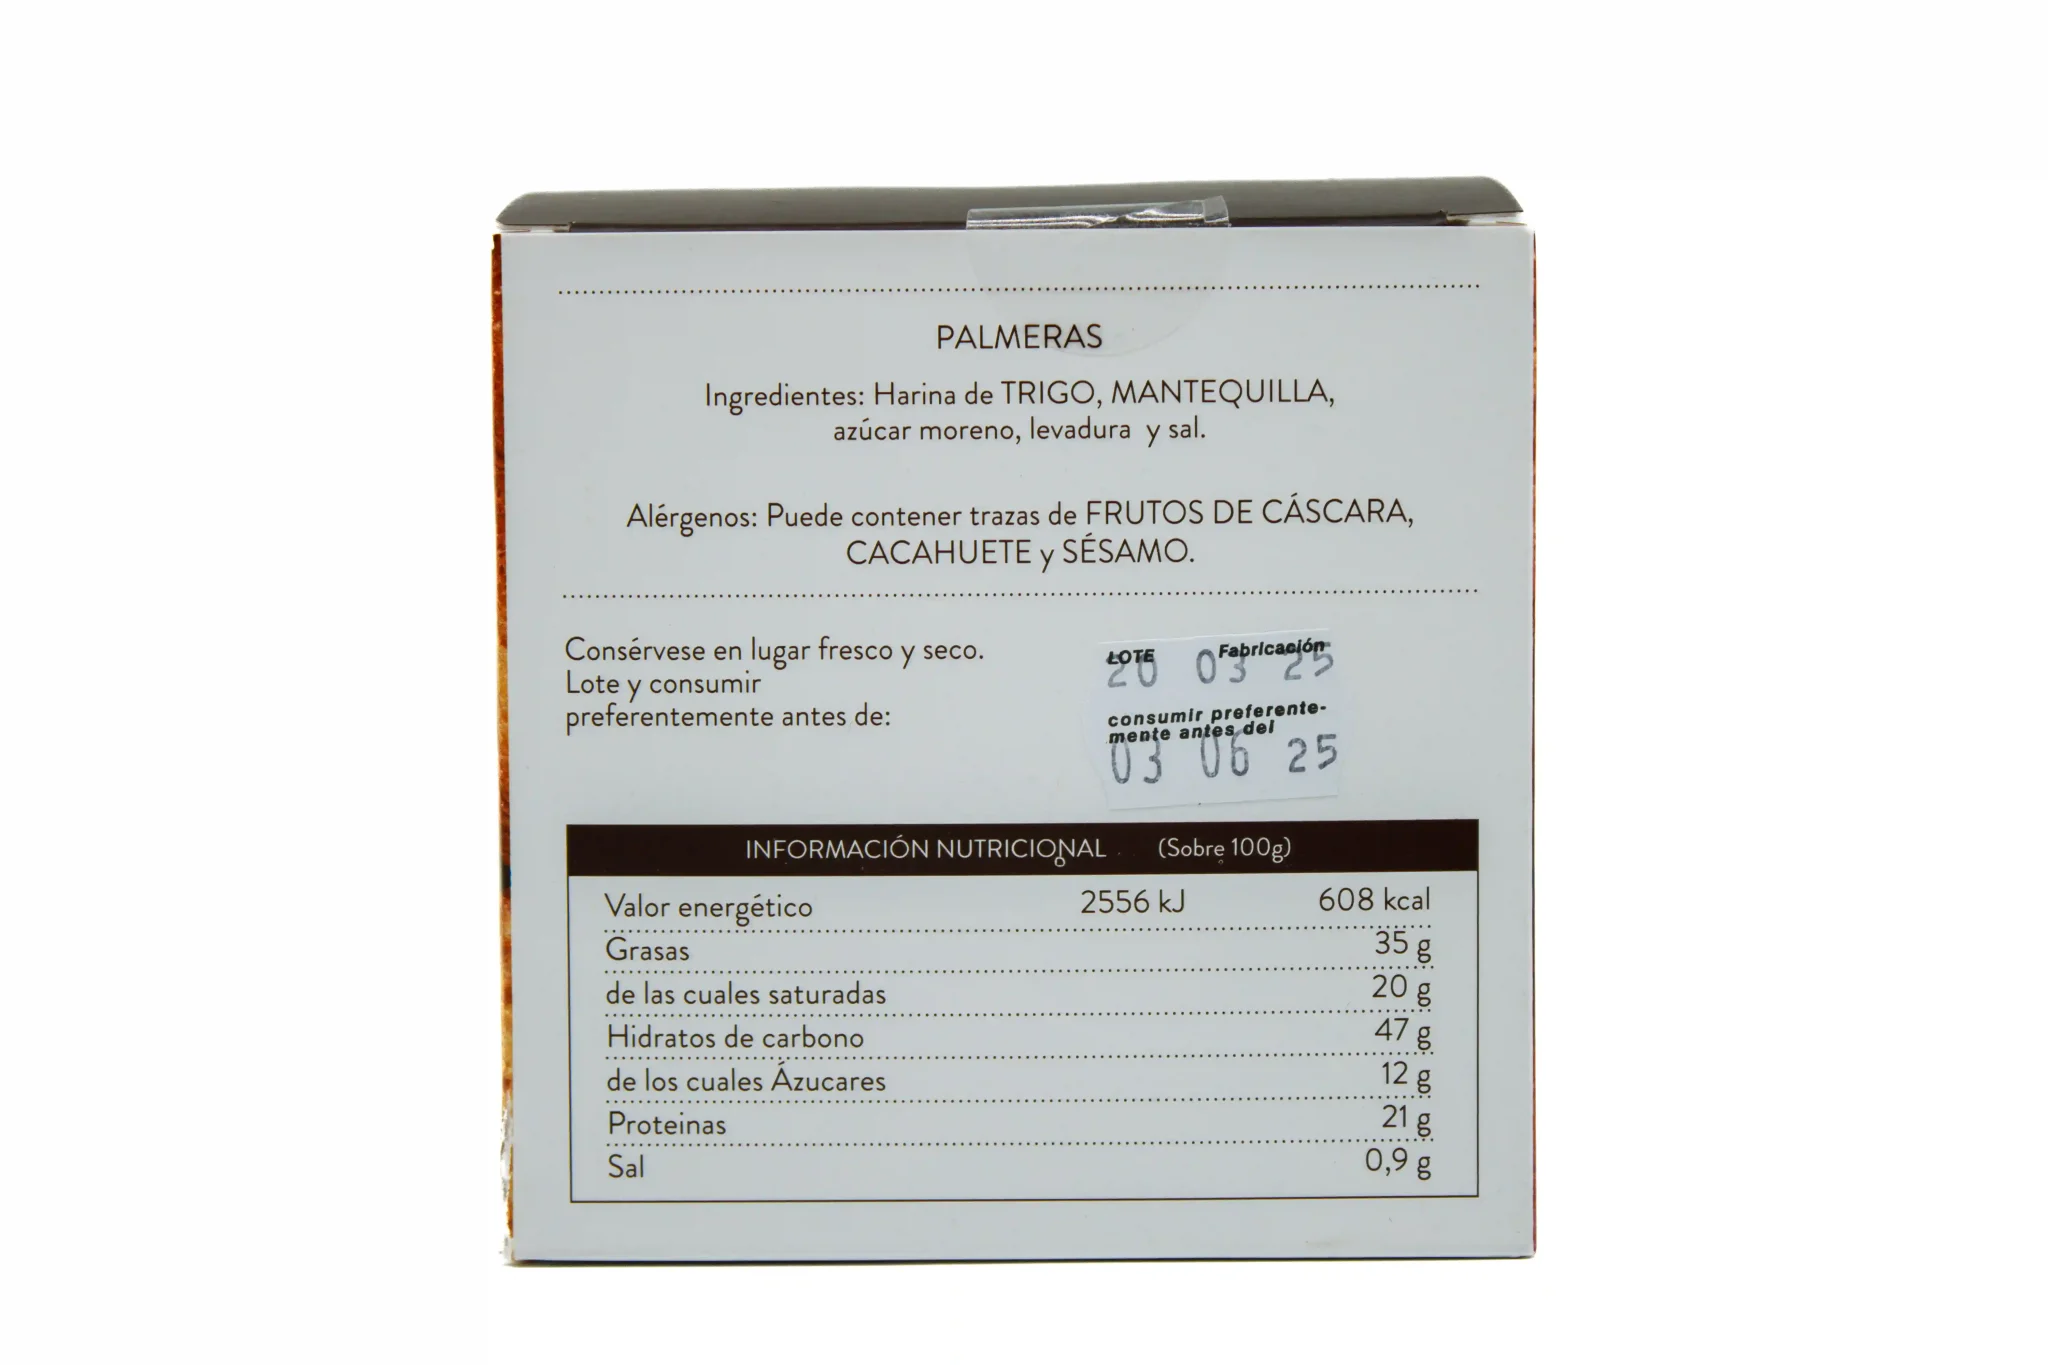 PALMERAS
Ingredientes: Harina de TRIGO, MANTEQUILLA,
azúcar moreno, levadura y sal.
Alérgenos: Puede contener trazas de FRUTOS DE CÁSCARA,
CACAHUETE y SÉSAMO.
Consérvese en lugar fresco y seco.
Lote y consumir
preferentemente antes de:
LOTE Fabricación
20 03 25
consumir preferente-
mente antes del
03 06 25
INFORMACIÓN NUTRICIONAL (Sobre 100g)
Valor energético 2556 kJ 608 kcal
Grasas 35 g
de las cuales saturadas 20 g
Hidratos de carbono 47 g
de los cuales Ázucares 12 g
Proteinas 21 g
Sal 0,9 g